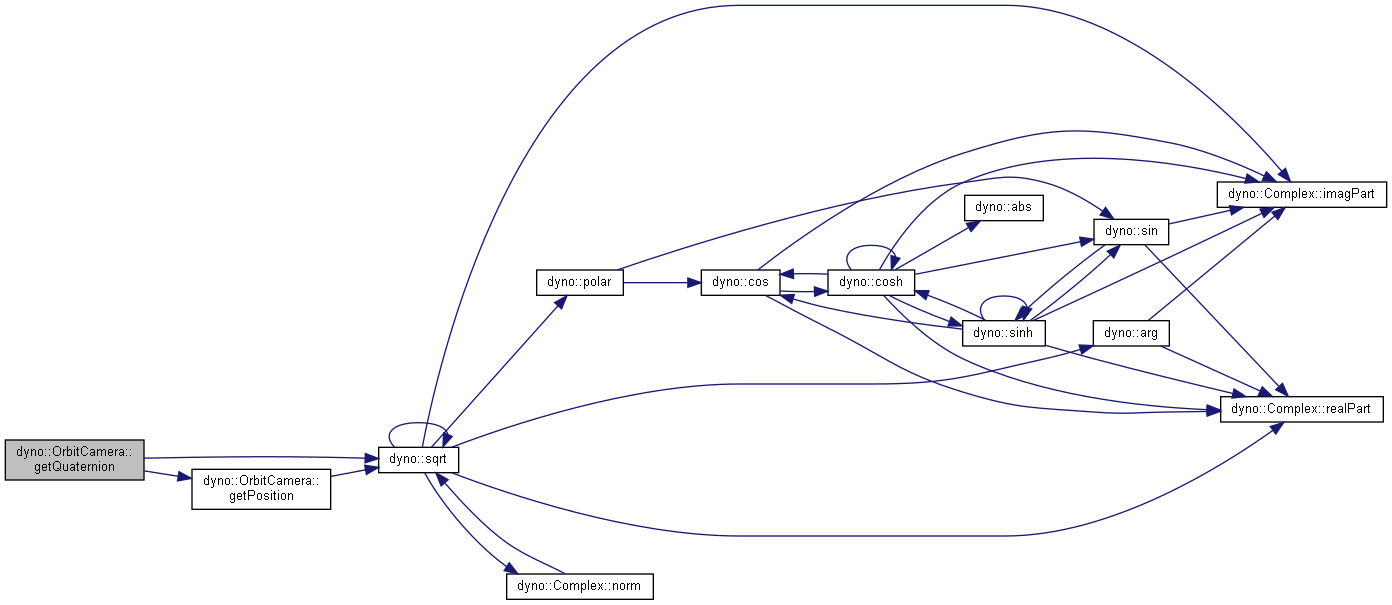 dyno::OrbitCamera::
getQuaternion
dyno::OrbitCamera::
getPosition
dyno::sqrt
dyno::polar
dyno::Complex::norm
dyno::cos
dyno::cosh
dyno::abs
dyno::sinh
dyno::sin
dyno::arg
dyno::Complex::imagPart
dyno::Complex::realPart